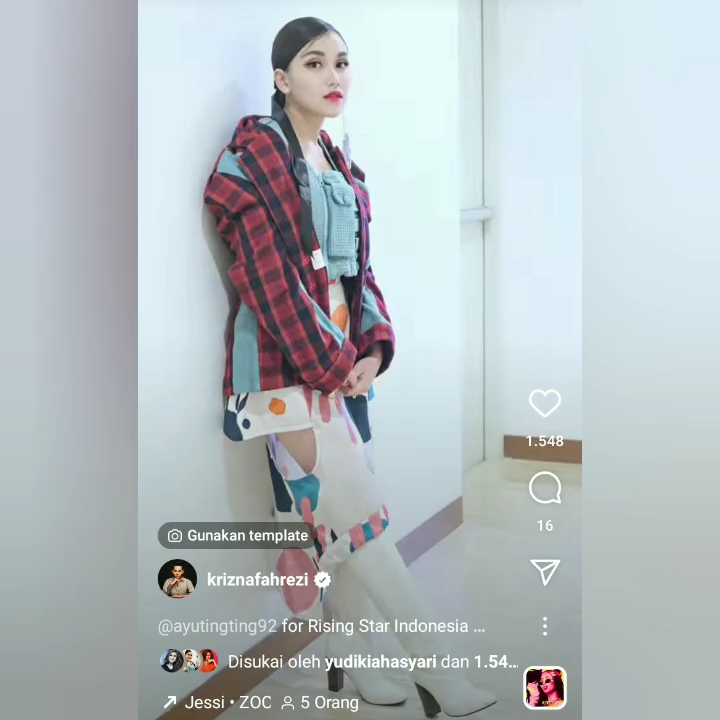 1.548
16
Gunakan template
kriznafahrezi
@ayutingting92 for Rising Star Indonesia ...
Disukai oleh yudikiahasyari dan 1.54...
Jessi • ZOC 5 Orang